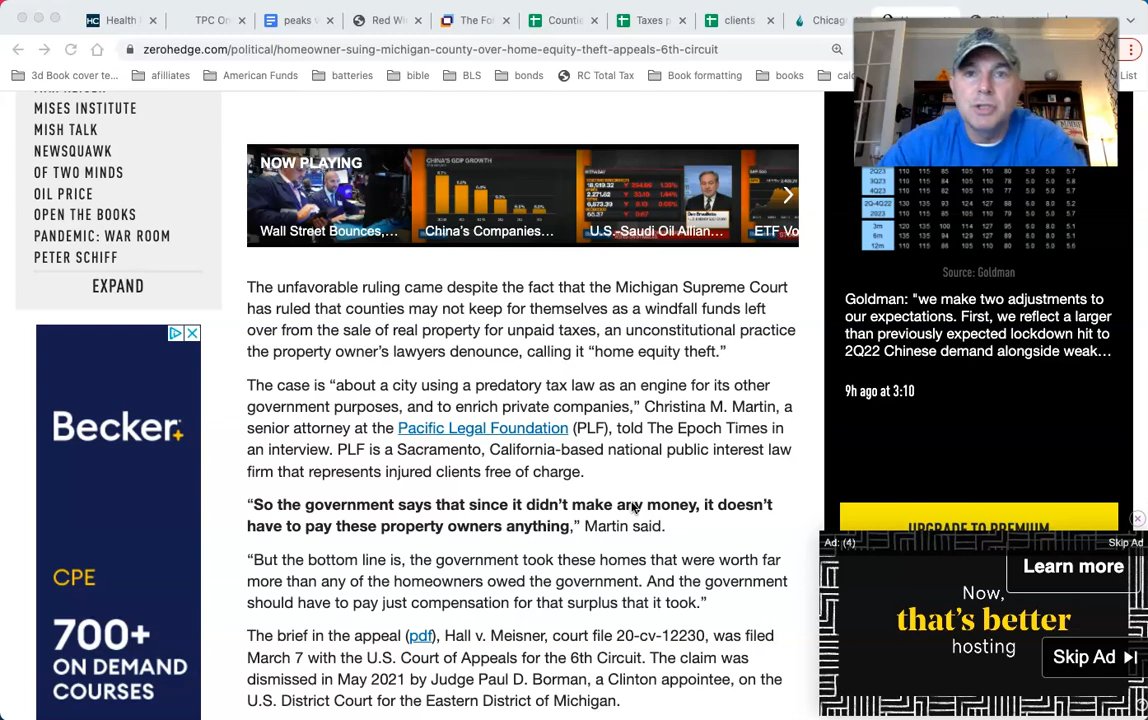 Health I
TPC On
peaks v
Red Wi
The Fo
Countie
Taxes p
clients
Chicag
zerohedge.com/political/homeowner-suing-michigan-county-over-home-equity-theft-appeals-6th-circuit
3d Book cover te...
afilliates
American Funds
batteries
bible
BLS
bonds
RC Total Tax
Book formatting
books
List
MISES INSTITUTE
MISH TALK
NEWSQUAWK
OF TWO MINDS
OIL PRICE
OPEN THE BOOKS
PANDEMIC: WAR ROOM
PETER SCHIFF
EXPAND
Becker.
CPE
700+
ON DEMAND
COURSES
NOW PLAYING
CHINA'S GDP GROWTH
Wall Street Bounces,...
China's Companies...
U.S.-Saudi Oil Allian...
ETF Vo
The unfavorable ruling came despite the fact that the Michigan Supreme Court
has ruled that counties may not keep for themselves as a windfall funds left
over from the sale of real property for unpaid taxes, an unconstitutional practice
the property owner's lawyers denounce, calling it “home equity theft.”
The case is “about a city using a predatory tax law as an engine for its other
government purposes, and to enrich private companies,” Christina M. Martin, a
senior attorney at the Pacific Legal Foundation (PLF), told The Epoch Times in
an interview. PLF is a Sacramento, California-based national public interest law
firm that represents injured clients free of charge.
“So the government says that since it didn't make any money, it doesn't
have to pay these property owners anything,” Martin said.
“But the bottom line is, the government took these homes that were worth far
more than any of the homeowners owed the government. And the government
should have to pay just compensation for that surplus that it took.”
The brief in the appeal (pdf), Hall v. Meisner, court file 20-cv-12230, was filed
March 7 with the U.S. Court of Appeals for the 6th Circuit. The claim was
dismissed in May 2021 by Judge Paul D. Borman, a Clinton appointee, on the
U.S. District Court for the Eastern District of Michigan.
Source: Goldman
Goldman: "we make two adjustments to
our expectations. First, we reflect a larger
than previously expected lockdown hit to
2Q22 Chinese demand alongside weak...
9h ago at 3:10
UPGRADE TO PREMIUM
Ad: (4)
Skip Ad
Learn more
Now,
that's better
hosting
Skip Ad